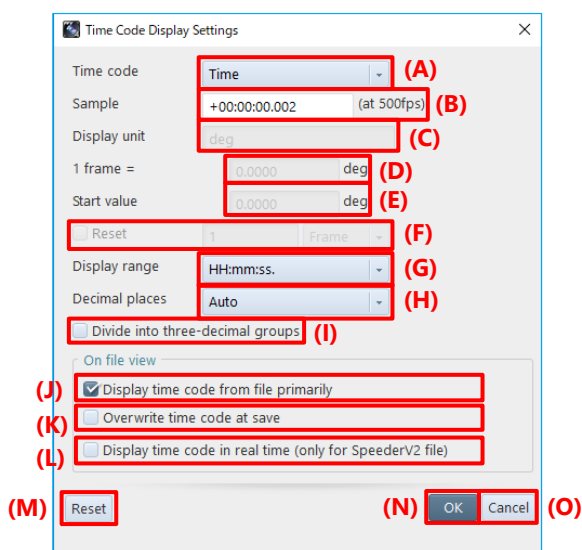 Time Code Display Settings
Time code Time (A)
Sample +00:00:00.002 (at 500fps) (B)
Display unit deg (C)
1 frame = 0.0000 deg (D)
Start value 0.0000 deg (E)
Reset 1 Frame (F)
Display range HH:mm:ss. (G)
Decimal places Auto (H)
Divide into three-decimal groups (I)
On file view
(J) Display time code from file primarily
(K) Overwrite time code at save
(L) Display time code in real time (only for SpeederV2 file)
(M) Reset (N) OK Cancel (O)